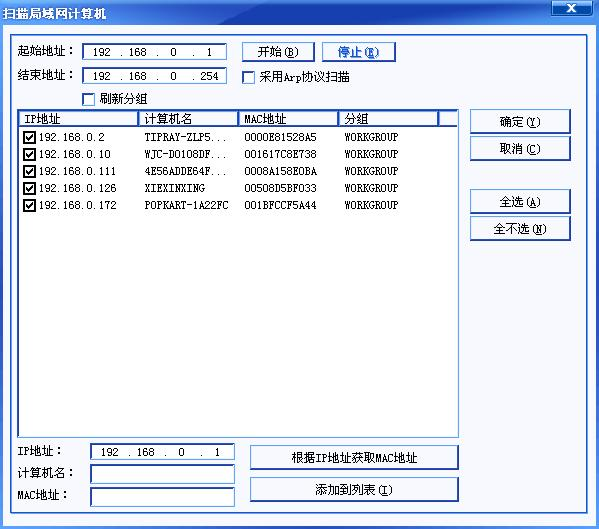 扫描局域网计算机
起始地址： 192 . 168 . 0 . 1 开始(B) 停止(E)
结束地址： 192 . 168 . 0 .254 采用Arp协议扫描
刷新分组
IP地址 计算机名 MAC地址 分组
192.168.0.2 TIPRAY-ZLP5... 0000E81528A5 WORKGROUP
192.168.0.10 WJC-D0108DF... 001617C8E738 WORKGROUP
192.168.0.111 4E56ADDE64F... 0008A158E0BA WORKGROUP
192.168.0.126 XIEXINXING 00508D5BF033 WORKGROUP
192.168.0.172 POPKART-1A22FC 001BFCCF5A44 WORKGROUP
确定(Y)
取消(C)
全选(A)
全不选(N)
IP地址： 192 . 168 . 0 . 1 根据IP地址获取MAC地址
计算机名：
MAC地址： 添加到列表(I)